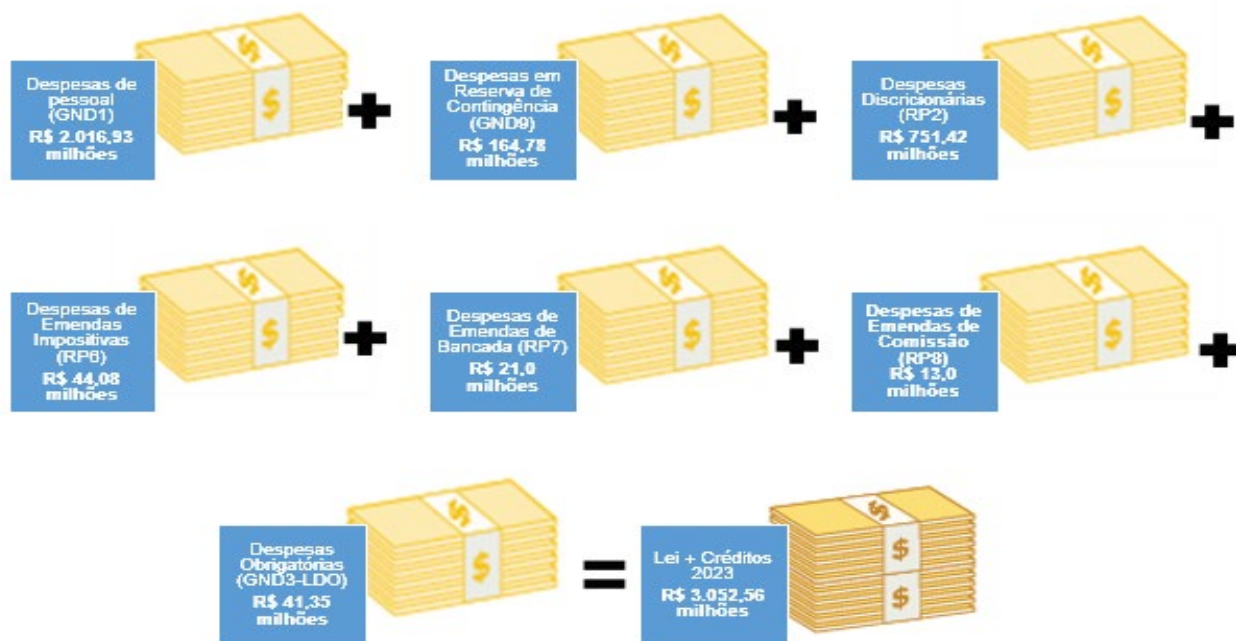 Despesas de
pessoal
(GND1)
R$ 2.016,93
milhões
+
Despesas em
Reserva de
Contingência
(GND9)
R$ 164,78
milhões
+
Despesas
Discricionárias
(RP2)
R$ 751,42
milhões
+
Despesas de
Emendas
Impositivas
(RP6)
R$ 44,08
milhões
+
Despesas de
Emendas de
Bancada (RP7)
R$ 21,0
milhões
+
Despesas de
Emendas de
Comissão
(RP8)
R$ 13,0
milhões
+
Despesas
Obrigatórias
(GND3-LDO)
R$ 41,35
milhões
=
Lei + Créditos
2023
R$ 3.052,56
milhões